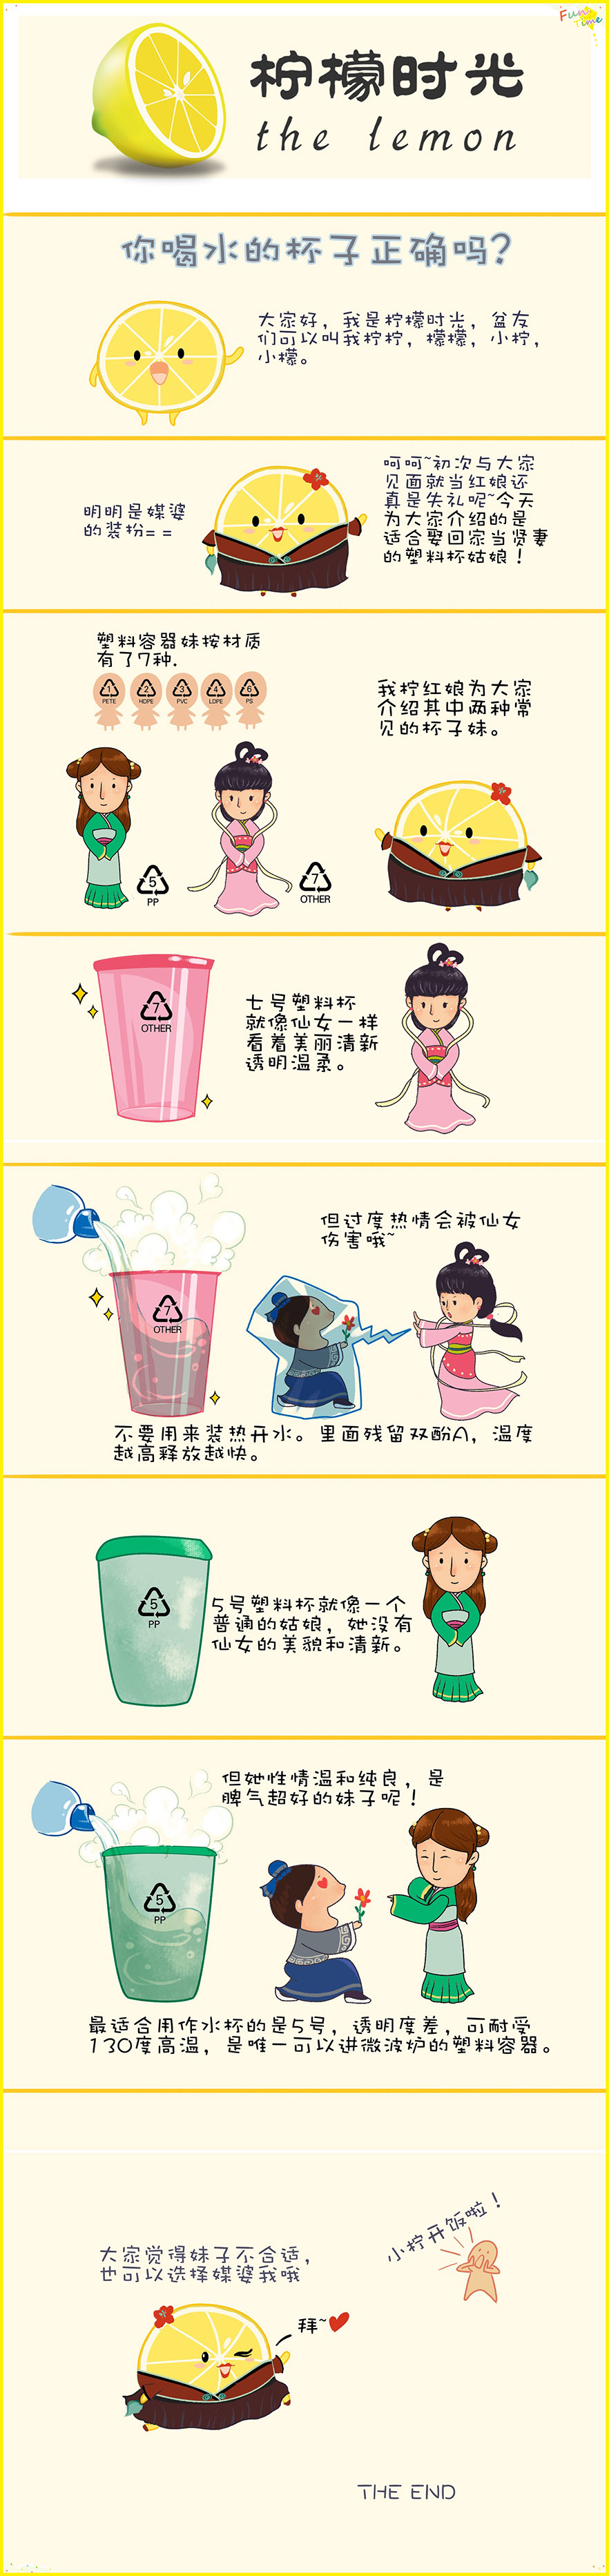 Fun
Time
柠檬时光
the lemon
你喝水的杯子正确吗?
大家好，我是柠檬时光，盆友
们可以叫我柠柠，檬檬，小柠，
小檬。
明明是媒婆
的装扮= =
呵呵~初次与大家
见面就当红娘还
真是失礼呢~今天
为大家介绍的是
适合娶回家当贤妻
的塑料杯姑娘！
塑料容器妹按材质
有了7种.
1
PETE
2
HDPE
3
PVC
4
LDPE
6
PS
我柠红娘为大家
介绍其中两种常
见的杯子妹。
5
PP
7
OTHER
7
OTHER
七号塑料杯
就像仙女一样
看着美丽清新
透明温柔。
但过度热情会被仙女
伤害哦~
7
OTHER
不要用来装热开水。里面残留双酚A，温度
越高释放越快。
5
PP
5号塑料杯就像一个
普通的姑娘，她没有
仙女的美貌和清新。
但她性情温和纯良，是
脾气超好的妹子呢！
5
PP
最适合用作水杯的是5号，透明度差，可耐受
130度高温，是唯一可以进微波炉的塑料容器。
小柠开饭啦！
大家觉得妹子不合适，
也可以选择媒婆我哦
拜~
THE END